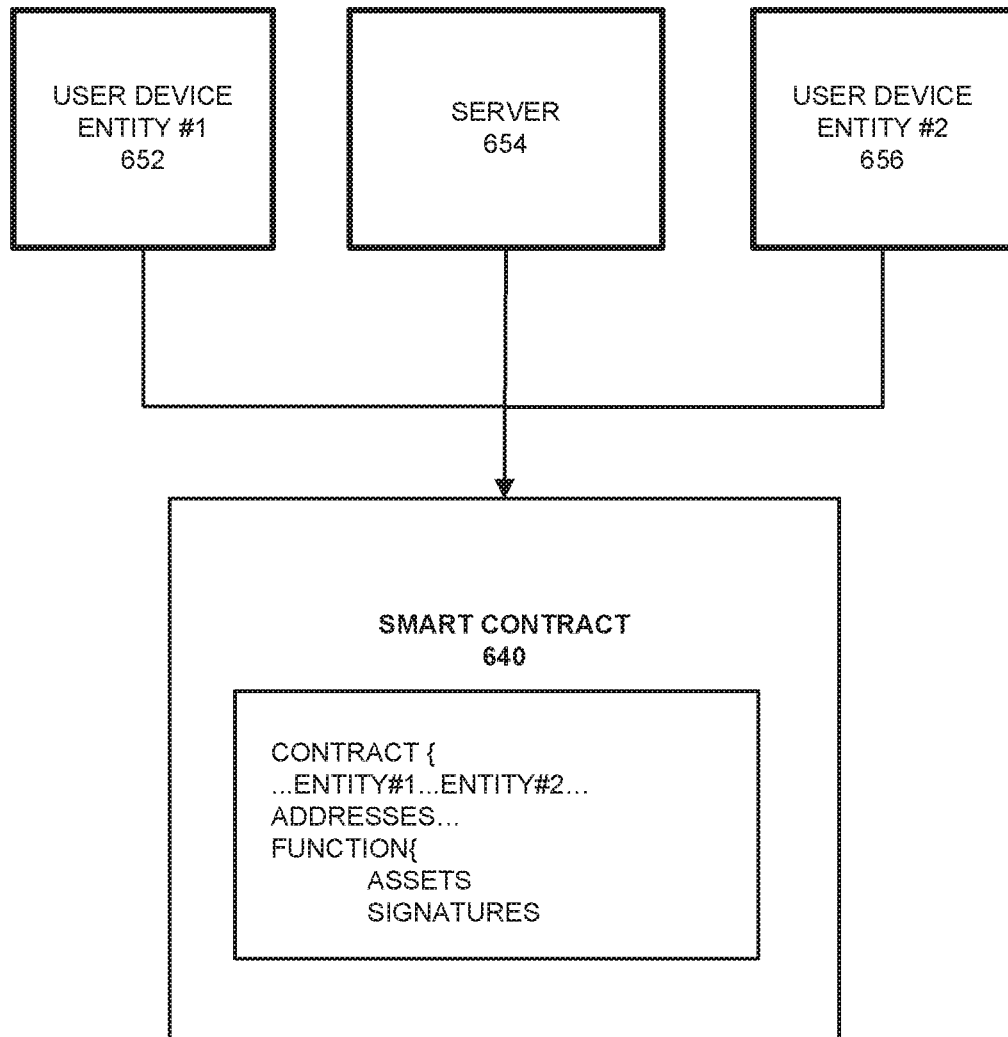 USER DEVICE
ENTITY #1
652
SERVER
654
USER DEVICE
ENTITY #2
656
SMART CONTRACT
640
CONTRACT {
...ENTITY#1...ENTITY#2...
ADDRESSES...
FUNCTION{
ASSETS
SIGNATURES